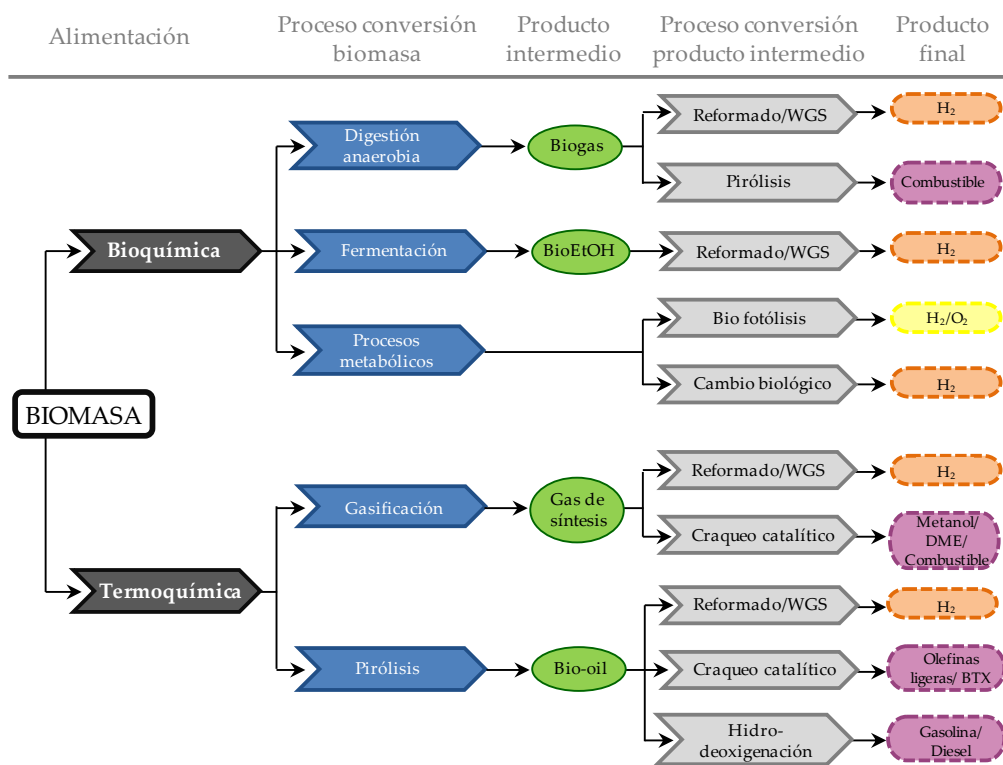 Alimentación
Proceso conversión
biomasa
Producto
intermedio
Proceso conversión
producto intermedio
Producto
final
BIOMASA
Bioquímica
Digestión
anaerobia
Biogas
Reformado/WGS
H₂
Pirólisis
Combustible
Fermentación
BioEtOH
Reformado/WGS
H₂
Procesos
metabólicos
Bio fotólisis
H₂/O₂
Cambio biológico
H₂
Termoquímica
Gasificación
Gas de
síntesis
Reformado/WGS
H₂
Craqueo catalítico
Metanol/
DME/
Combustible
Pirólisis
Bio-oil
Reformado/WGS
H₂
Craqueo catalítico
Olefinas
ligeras/ BTX
Hidro-
deoxigenación
Gasolina/
Diesel